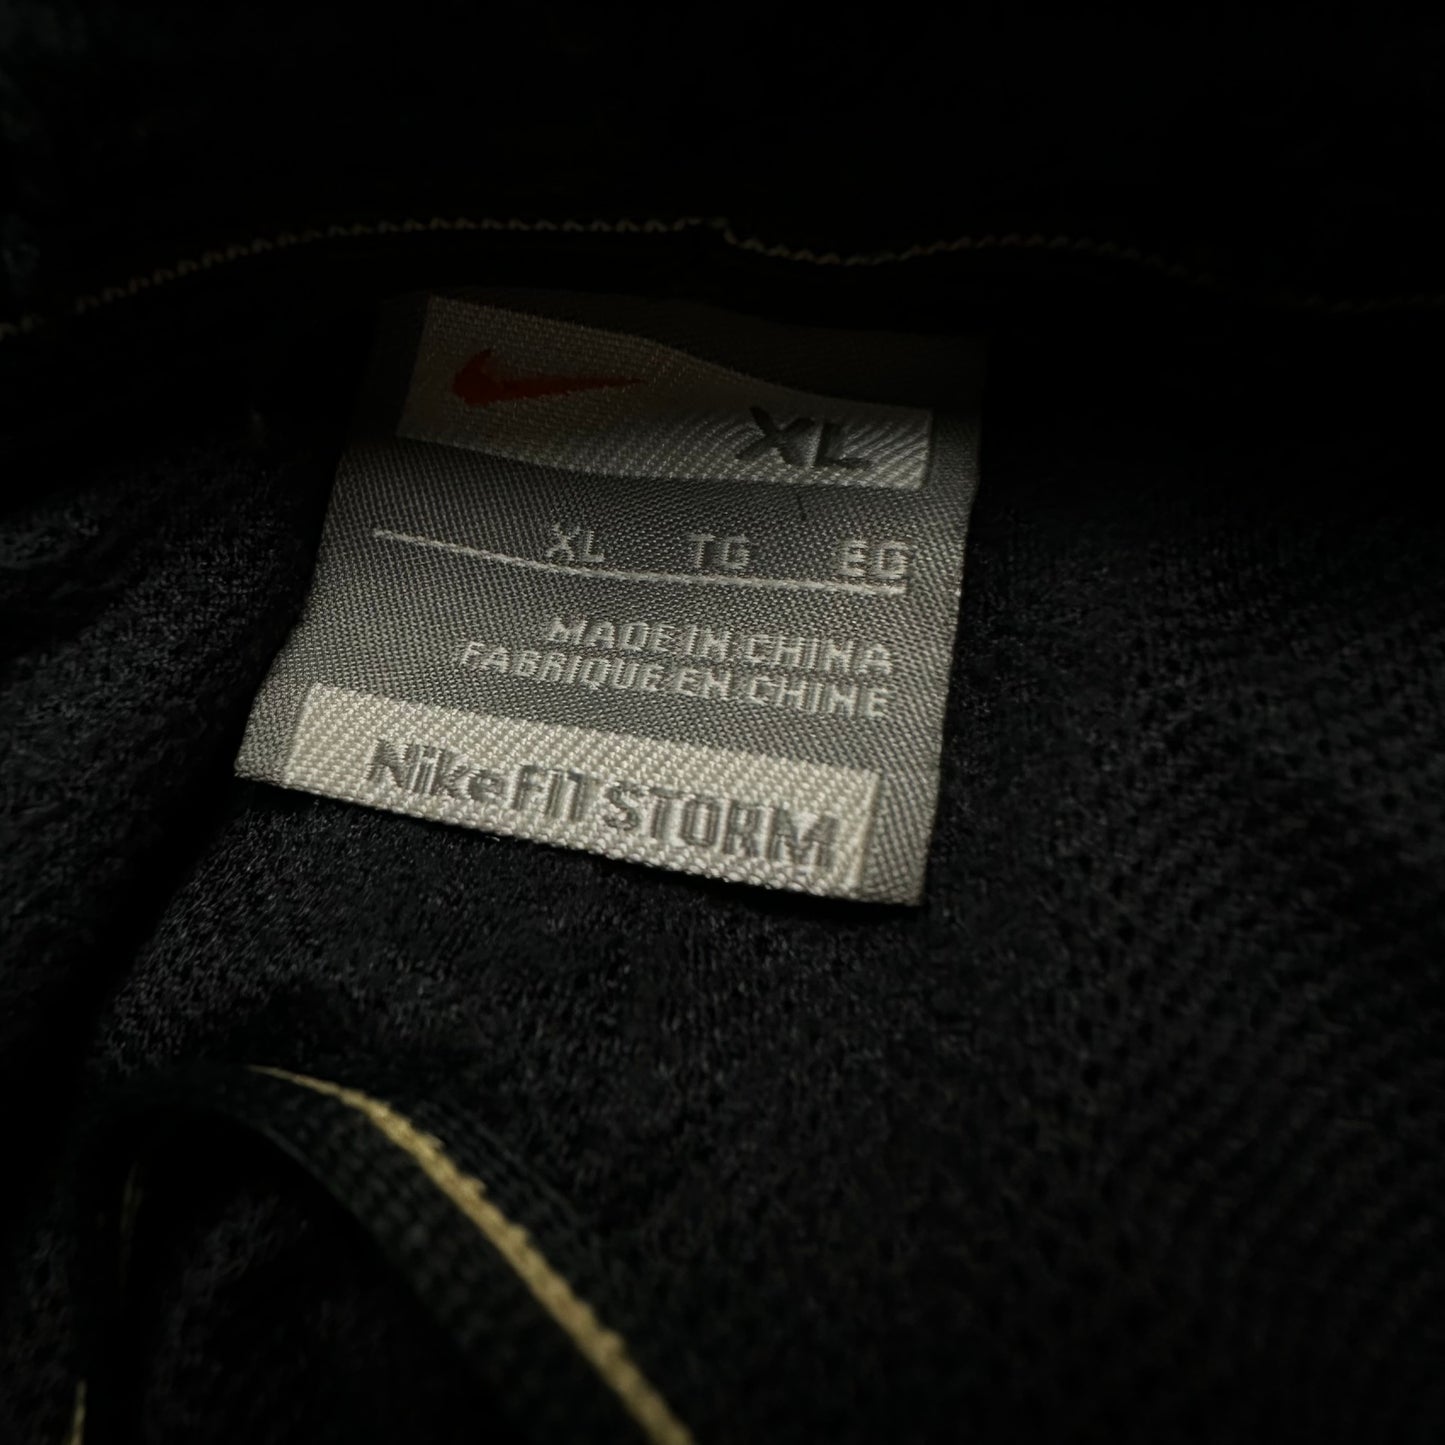 XL
XL TG EG
MADE IN CHINA
FABRIQUE EN CHINE
NikeFIT STORM